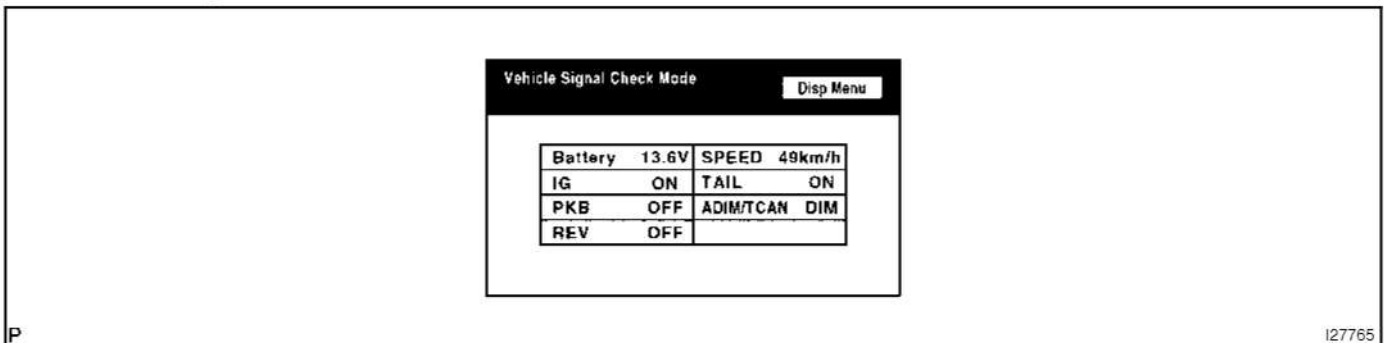 Vehicle Signal Check Mode
Disp Menu
Battery 13.6V SPEED 49km/h
IG ON TAIL ON
PKB OFF ADIM/TCAN DIM
REV OFF
P
I27765